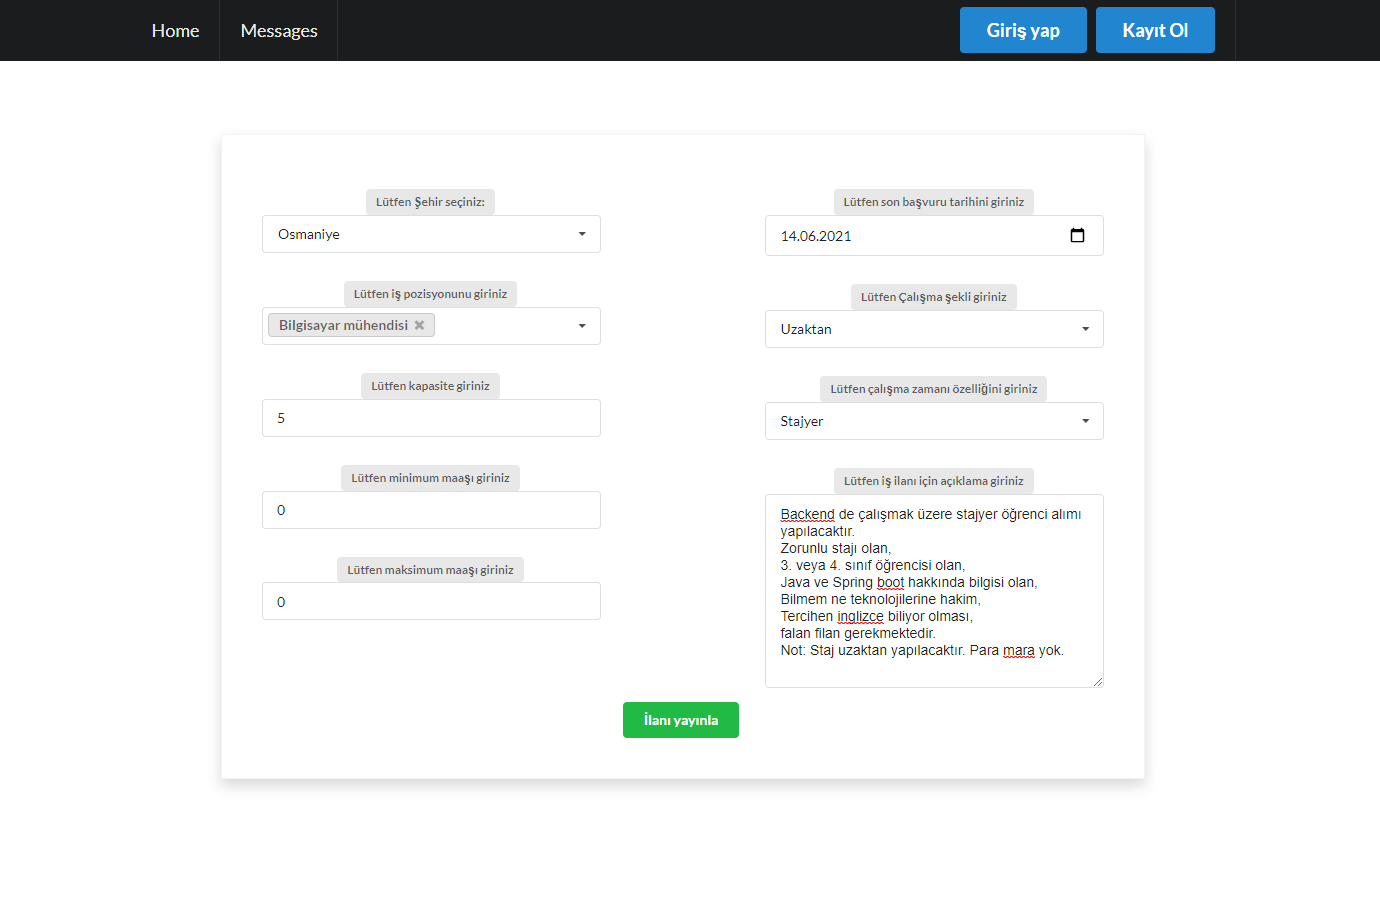 Home
Messages
Giriş yap
Kayıt Ol
Lütfen Şehir seçiniz:
Osmaniye
Lütfen iş pozisyonunu giriniz
Bilgisayar mühendisi
Lütfen kapasite giriniz
5
Lütfen minimum maaşı giriniz
0
Lütfen maksimum maaşı giriniz
0
Lütfen son başvuru tarihini giriniz
14.06.2021
Lütfen Çalışma şekli giriniz
Uzaktan
Lütfen çalışma zamanı özelliğini giriniz
Stajyer
Lütfen iş ilanı için açıklama giriniz
Backend de çalışmak üzere stajyer öğrenci alımı
yapılacaktır.
Zorunlu stajı olan,
3. veya 4. sınıf öğrencisi olan,
Java ve Spring boot hakkında bilgisi olan,
Bilmem ne teknolojilerine hakim,
Tercihen inglizce biliyor olması,
falan filan gerekmektedir.
Not: Staj uzaktan yapılacaktır. Para mara yok.
İlanı yayınla